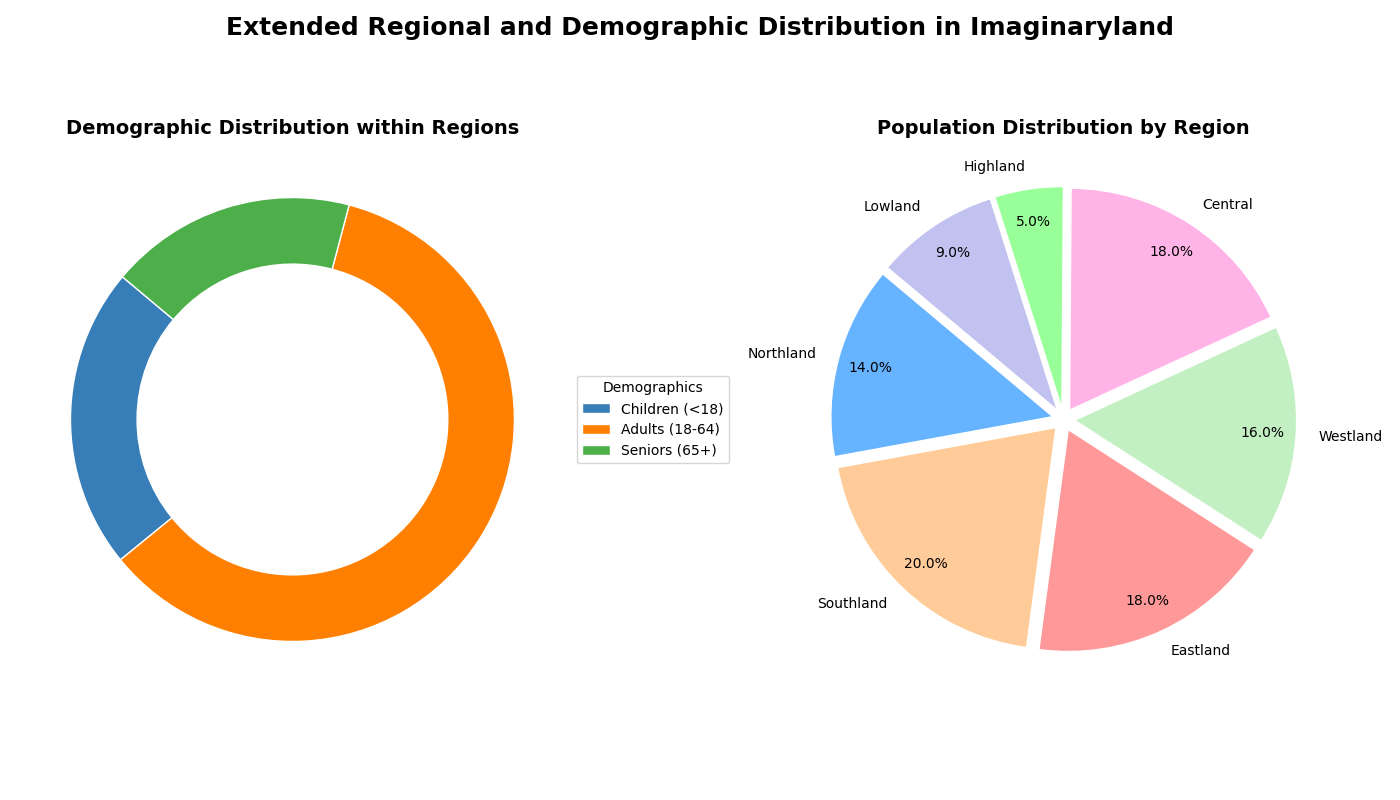 Extended Regional and Demographic Distribution in Imaginaryland
Demographic Distribution within Regions
Demographics
Children (<18)
Adults (18-64)
Seniors (65+)
Population Distribution by Region
Highland
Lowland
Central
5.0%
9.0%
18.0%
Northland
14.0%
16.0%
Westland
20.0%
18.0%
Southland
Eastland